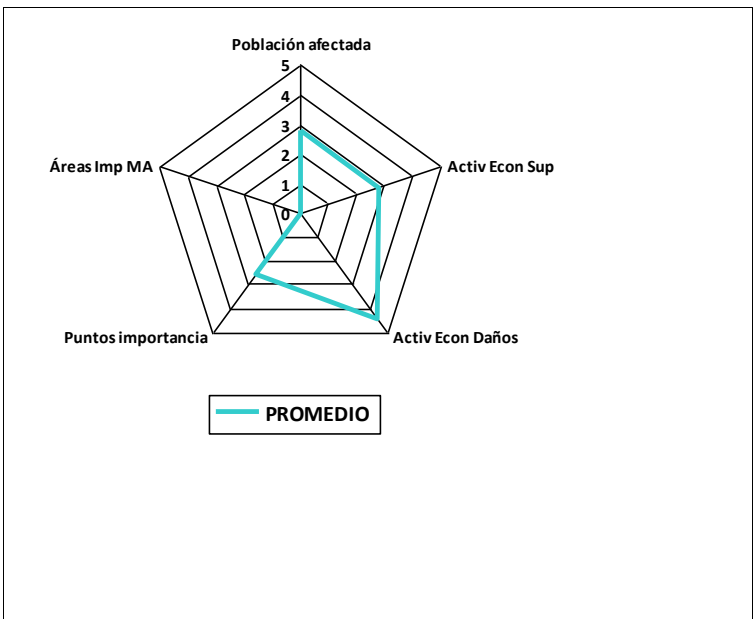 Población afectada
5
4
3
2
1
0
Áreas Imp MA
Activ Econ Sup
Puntos importancia
Activ Econ Daños
PROMEDIO